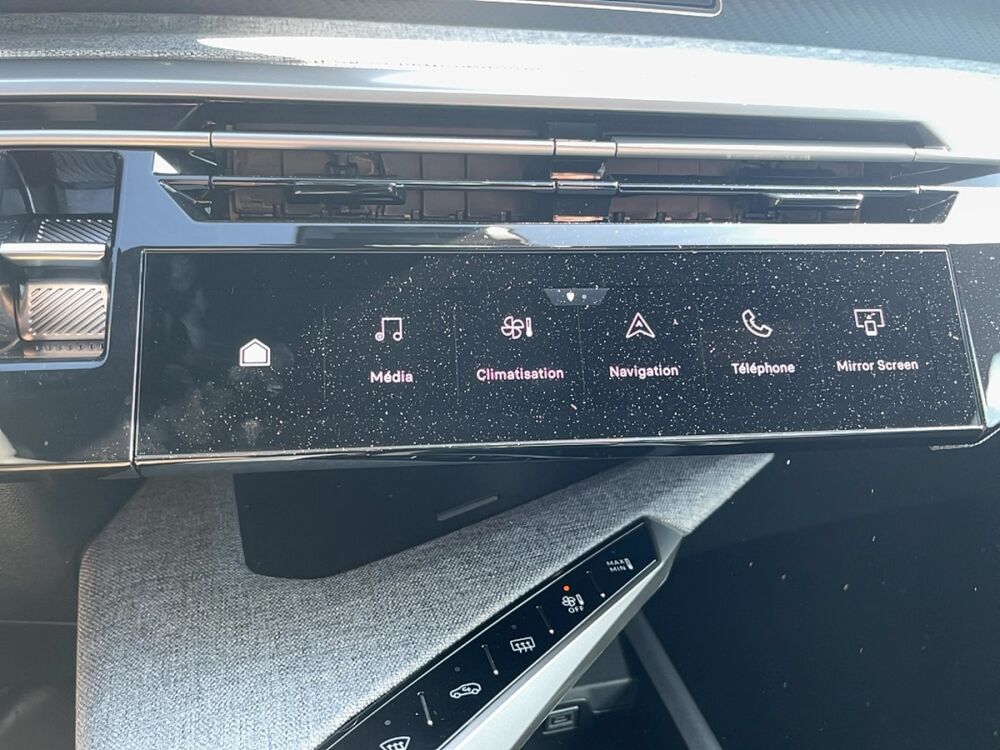 Média
Climatisation
Navigation
Téléphone
Mirror Screen
MAX
MIN
OFF